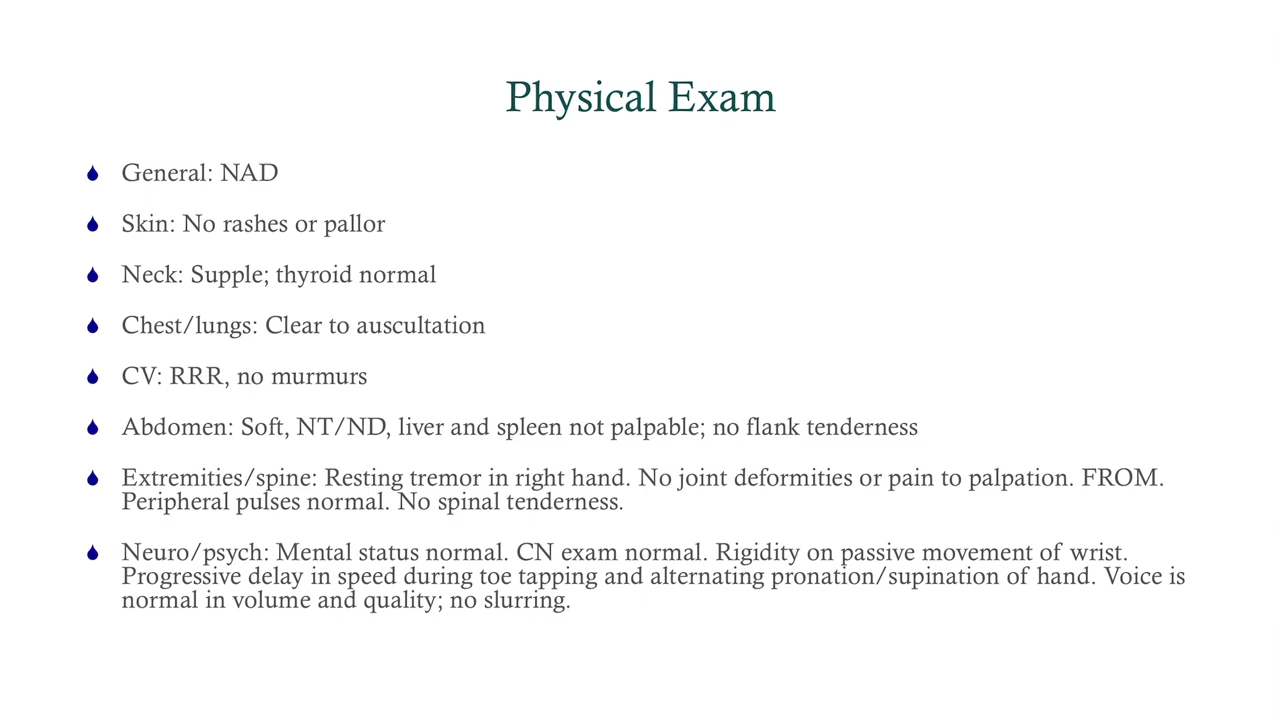 Physical Exam
General: NAD
Skin: No rashes or pallor
Neck: Supple; thyroid normal
Chest/lungs: Clear to auscultation
CV: RRR, no murmurs
Abdomen: Soft, NT/ND, liver and spleen not palpable; no flank tenderness
Extremities/spine: Resting tremor in right hand. No joint deformities or pain to palpation. FROM.
Peripheral pulses normal. No spinal tenderness.
Neuro/psych: Mental status normal. CN exam normal. Rigidity on passive movement of wrist.
Progressive delay in speed during toe tapping and alternating pronation/supination of hand. Voice is
normal in volume and quality; no slurring.